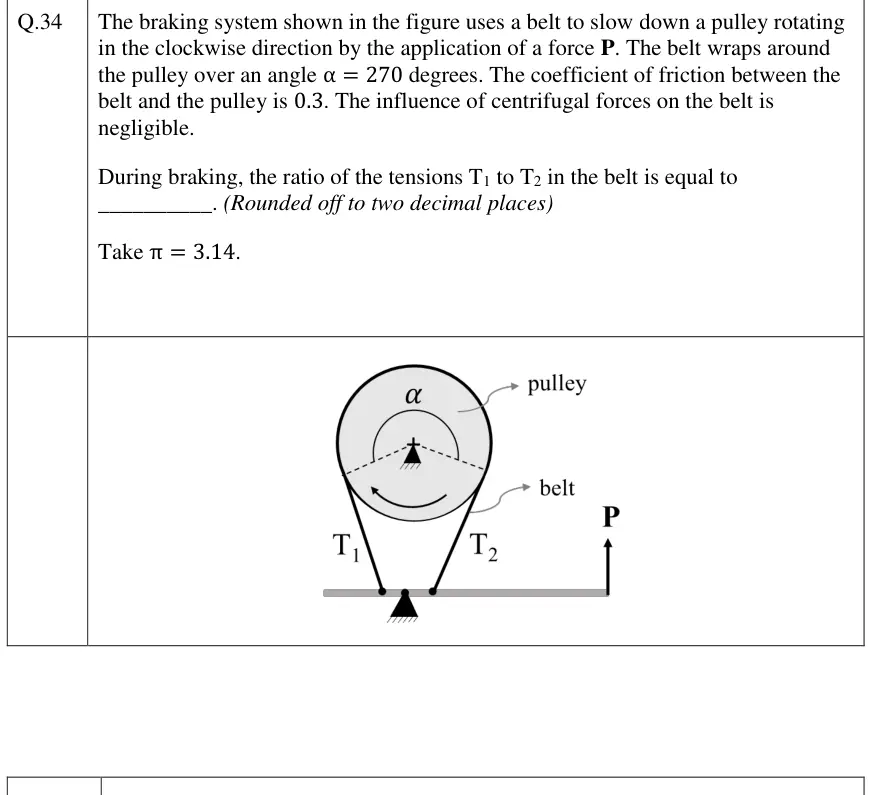 Q.34
The braking system shown in the figure uses a belt to slow down a pulley rotating
in the clockwise direction by the application of a force P. The belt wraps around
the pulley over an angle α = 270 degrees. The coefficient of friction between the
belt and the pulley is 0.3. The influence of centrifugal forces on the belt is
negligible.
During braking, the ratio of the tensions T₁ to T₂ in the belt is equal to
__________. (Rounded off to two decimal places)
Take π = 3.14.
pulley
α
belt
P
T₁
T₂